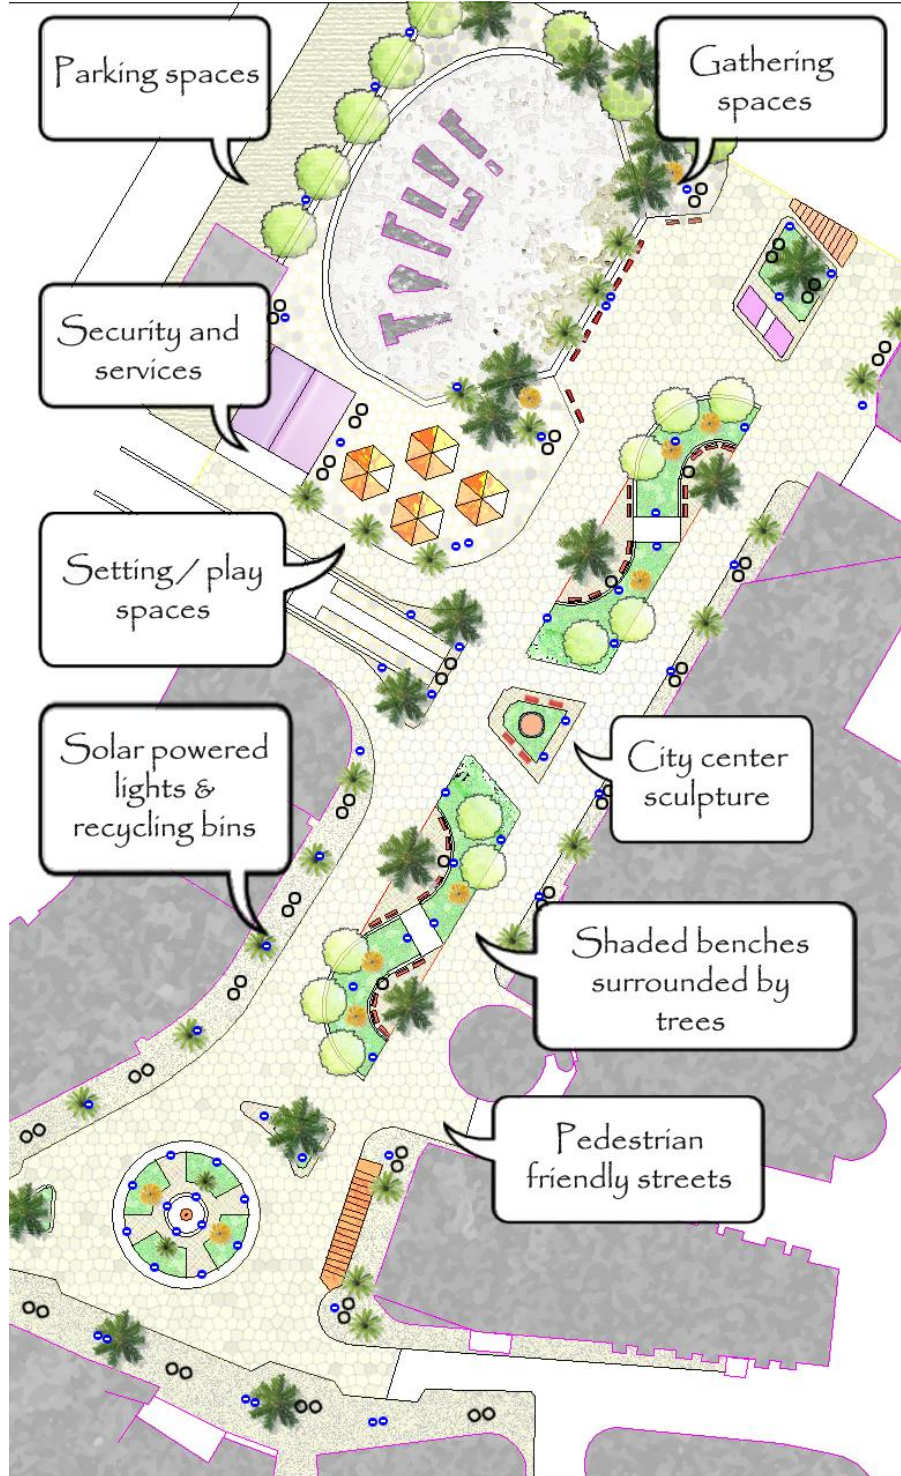 Parking spaces
Gathering
spaces
Security and
services
Setting / play
spaces
Solar powered
lights &
recycling bins
City center
sculpture
Shaded benches
surrounded by
trees
Pedestrian
friendly streets